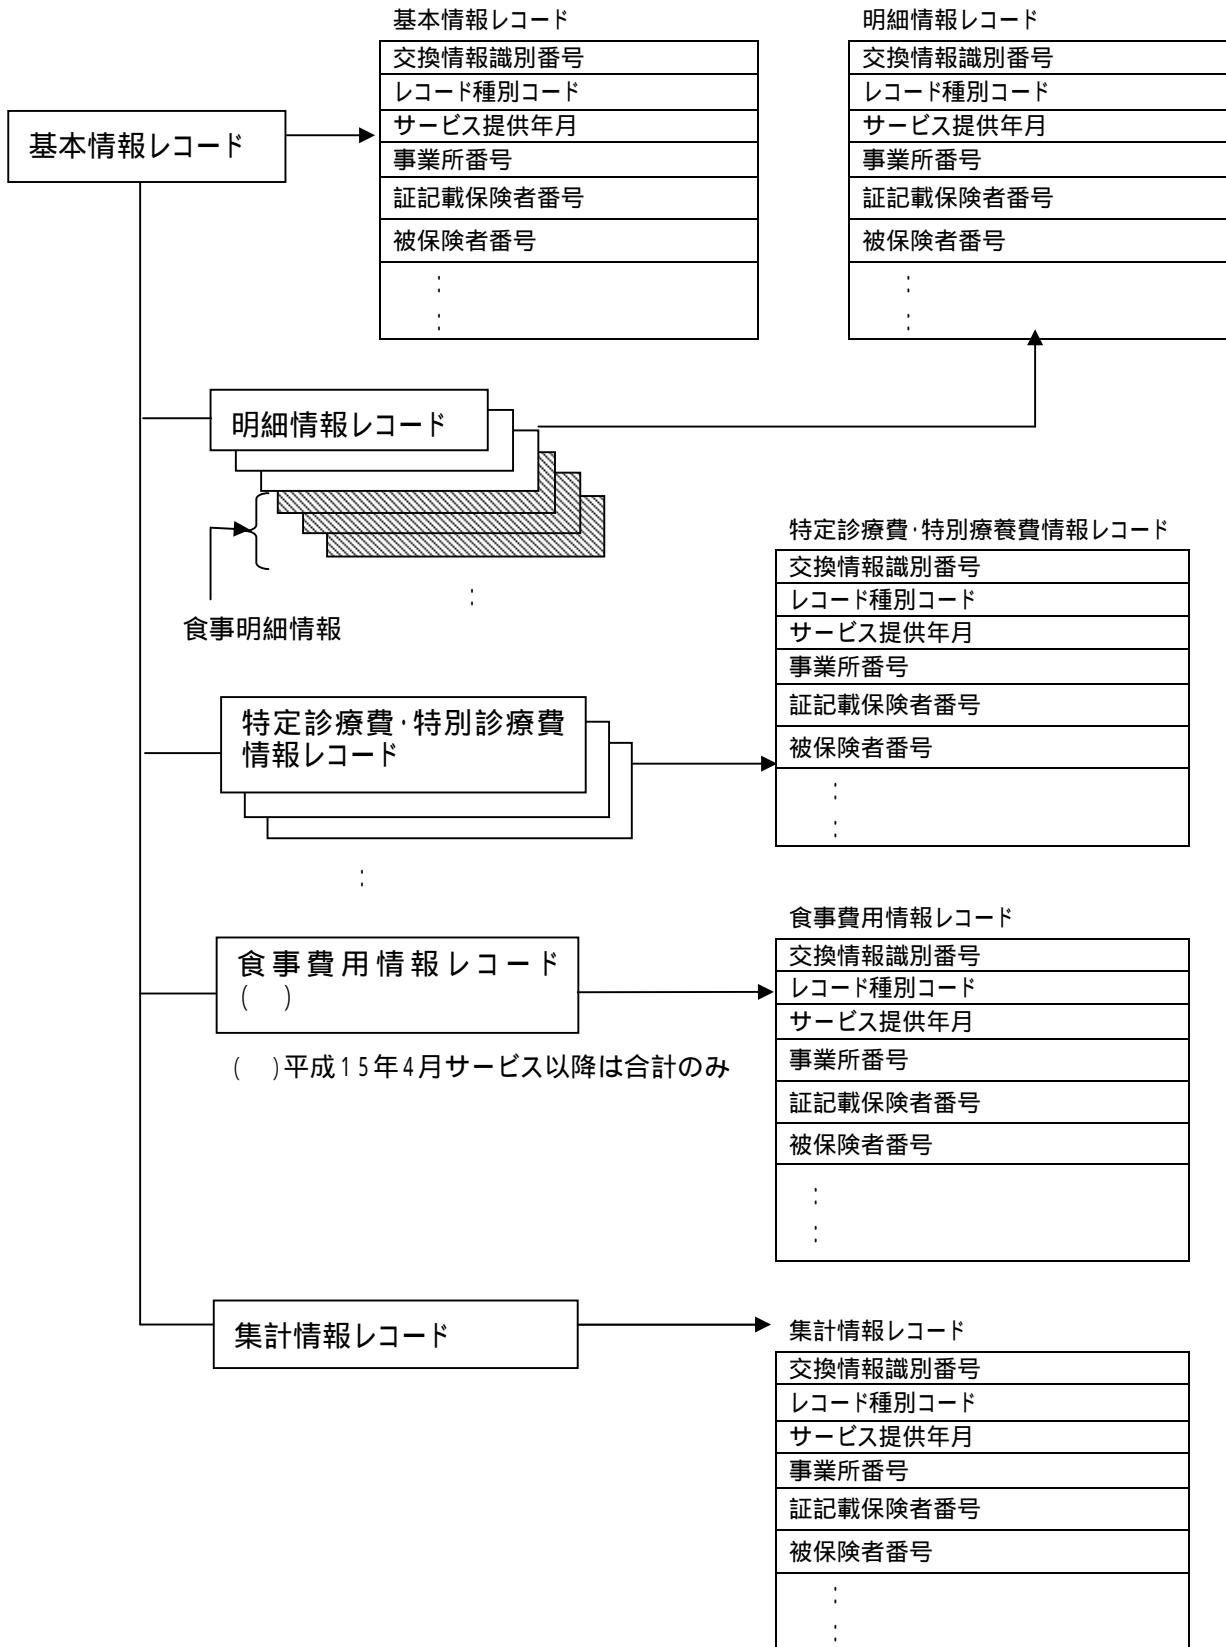 基本情報レコード
交換情報識別番号
レコード種別コード
サービス提供年月
事業所番号
証記載保険者番号
被保険者番号
:
:
明細情報レコード
交換情報識別番号
レコード種別コード
サービス提供年月
事業所番号
証記載保険者番号
被保険者番号
:
:
基本情報レコード
明細情報レコード
食事明細情報
:
特定診療費・特別療養費情報レコード
交換情報識別番号
レコード種別コード
サービス提供年月
事業所番号
証記載保険者番号
被保険者番号
:
:
特定診療費・特別診療費
情報レコード
:
食事費用情報レコード
(　)
(　)平成15年4月サービス以降は合計のみ
食事費用情報レコード
交換情報識別番号
レコード種別コード
サービス提供年月
事業所番号
証記載保険者番号
被保険者番号
:
:
集計情報レコード
集計情報レコード
交換情報識別番号
レコード種別コード
サービス提供年月
事業所番号
証記載保険者番号
被保険者番号
:
: